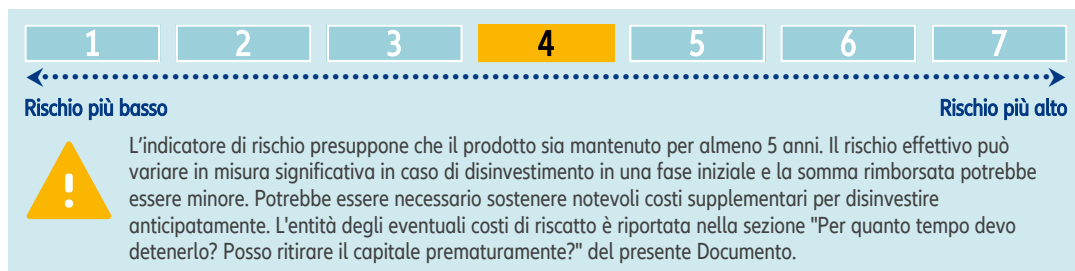 1 2 3 4 5 6 7
Rischio più basso Rischio più alto
L'indicatore di rischio presuppone che il prodotto sia mantenuto per almeno 5 anni. Il rischio effettivo può
variare in misura significativa in caso di disinvestimento in una fase iniziale e la somma rimborsata potrebbe
essere minore. Potrebbe essere necessario sostenere notevoli costi supplementari per disinvestire
anticipatamente. L'entità degli eventuali costi di riscatto è riportata nella sezione "Per quanto tempo devo
detenerlo? Posso ritirare il capitale prematuramente?" del presente Documento.